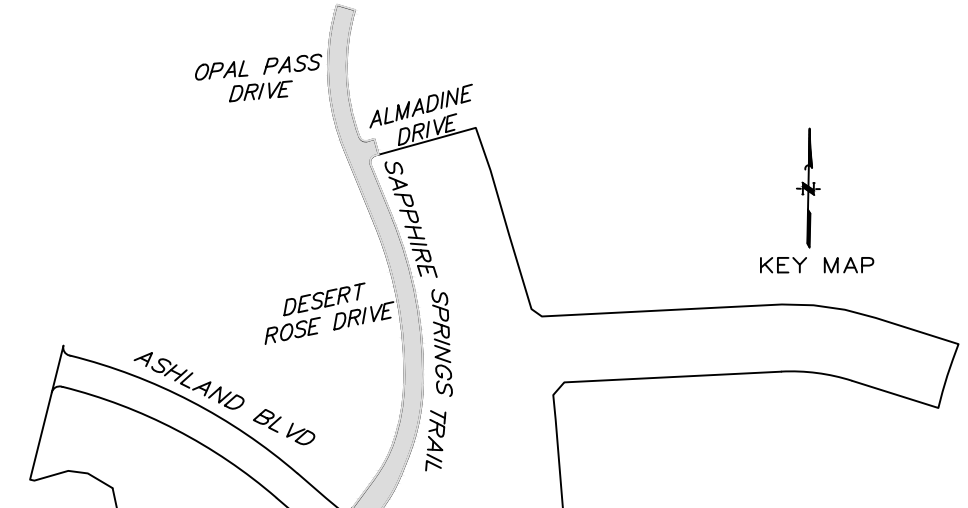 OPAL PASS
DRIVE
ALMADINE
DRIVE
SAPPHIRE SPRINGS TRAIL
N
KEY MAP
DESERT
ROSE DRIVE
ASHLAND BLVD